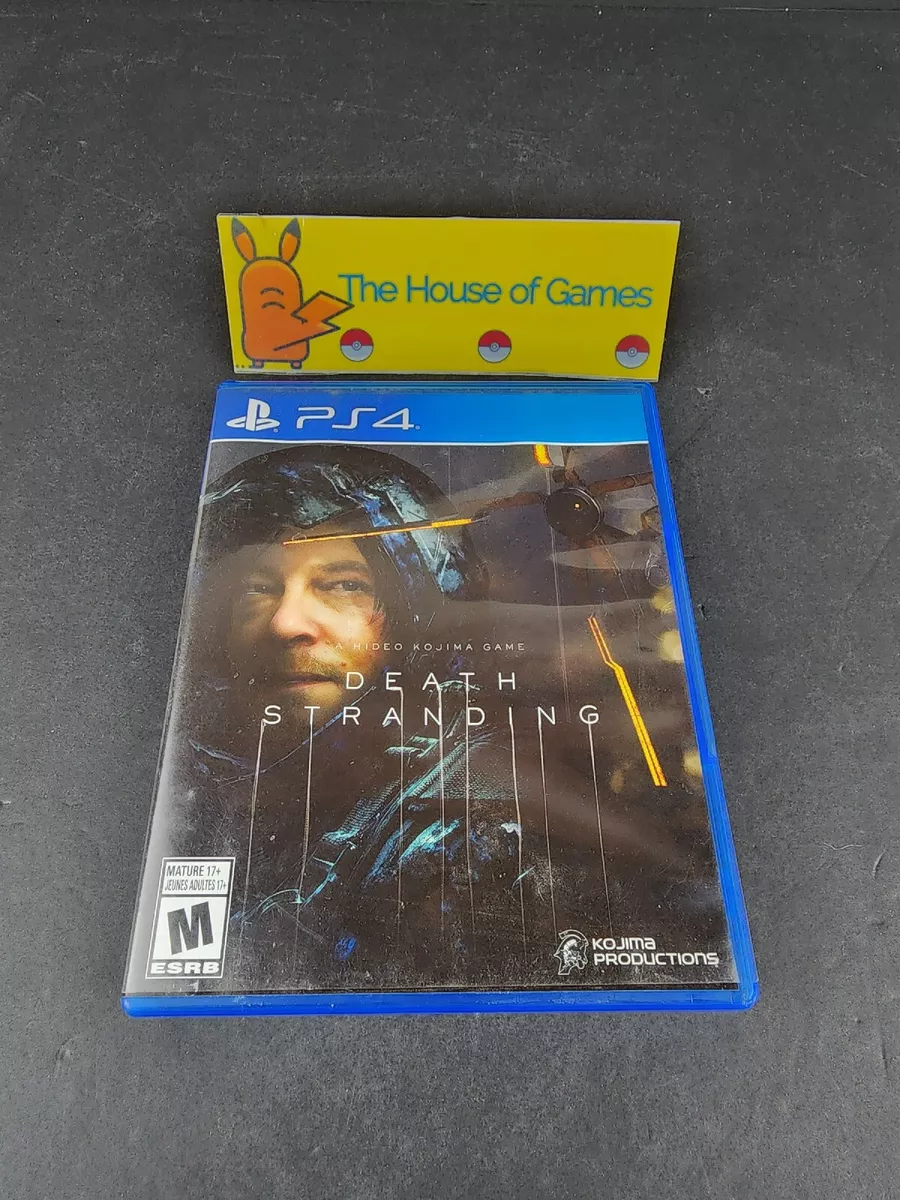 The House of Games
PS4
A HIDEO KOJIMA GAME
DEATH
STRANDING
MATURE 17+
JEUNES ADULTES 17+
M
ESRB
KOJIMA
PRODUCTIONS